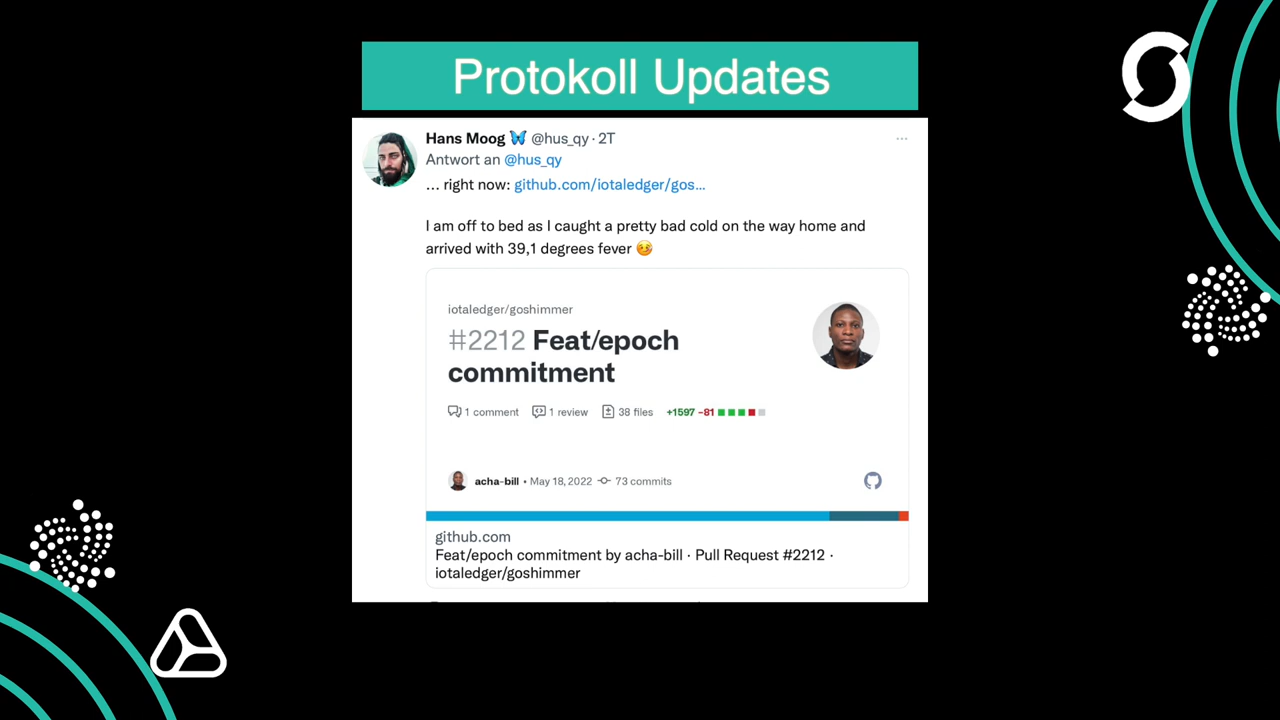 Protokoll Updates
Hans Moog 🦋 @hus_qy · 2T
Antwort an @hus_qy
... right now: github.com/iotaledger/gos...
I am off to bed as I caught a pretty bad cold on the way home and
arrived with 39,1 degrees fever 🤒
iotaledger/goshimmer
#2212 Feat/epoch
commitment
1 comment 1 review 38 files +1597 −81
acha-bill • May 18, 2022 73 commits
github.com
Feat/epoch commitment by acha-bill · Pull Request #2212 ·
iotaledger/goshimmer